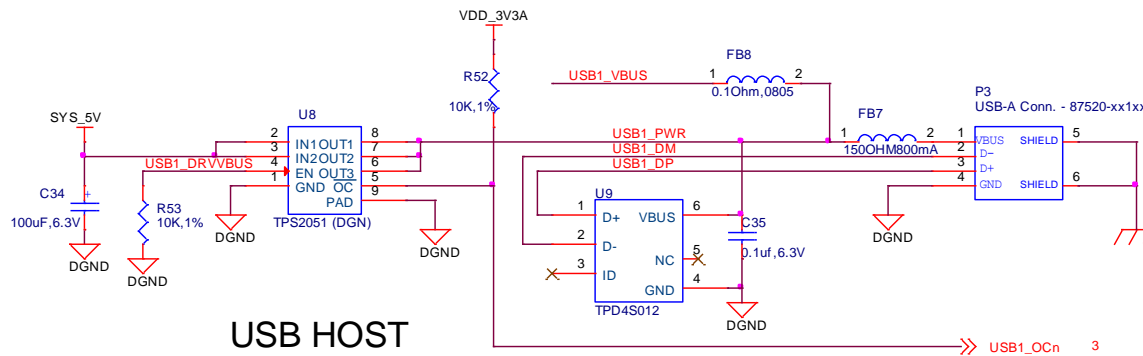 VDD_3V3A
FB8
R52
USB1_VBUS
1
2
10K,1%
0.1Ohm,0805
P3
USB-A Conn. - 87520-xx1x
U8
FB7
SYS_5V
2
IN1
OUT1
8
USB1_PWR
1
2
1
VBUS
SHIELD
5
3
IN2
OUT2
7
USB1_DM
150OHM800mA
2
D-
USB1_DRVVBUS
4
EN
OUT3
6
USB1_DP
3
D+
1
GND
OC
5
U9
4
GND
SHIELD
6
C34
PAD
9
+
R53
1
D+
VBUS
6
100uF,6.3V
10K,1%
TPS2051 (DGN)
DGND
C35
DGND
2
D-
DGND
NC
5
0.1uf,6.3V
DGND
3
ID
DGND
GND
4
TPD4S012
DGND
USB HOST
USB1_OCn
3